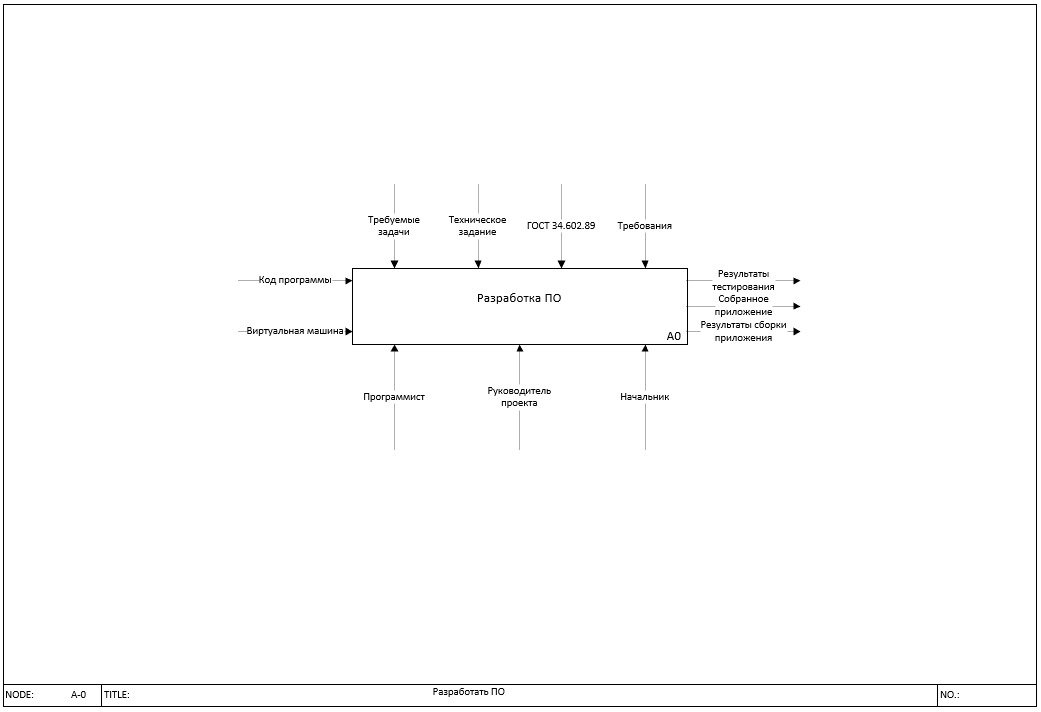 Требуемые
задачи
Техническое
задание
ГОСТ 34.602.89
Требования
Код программы
Виртуальная машина
Разработка ПО
A0
Результаты
тестирования
Собранное
приложение
Результаты сборки
приложения
Программист
Руководитель
проекта
Начальник
NODE:
A-0
TITLE:
Разработать ПО
NO.: